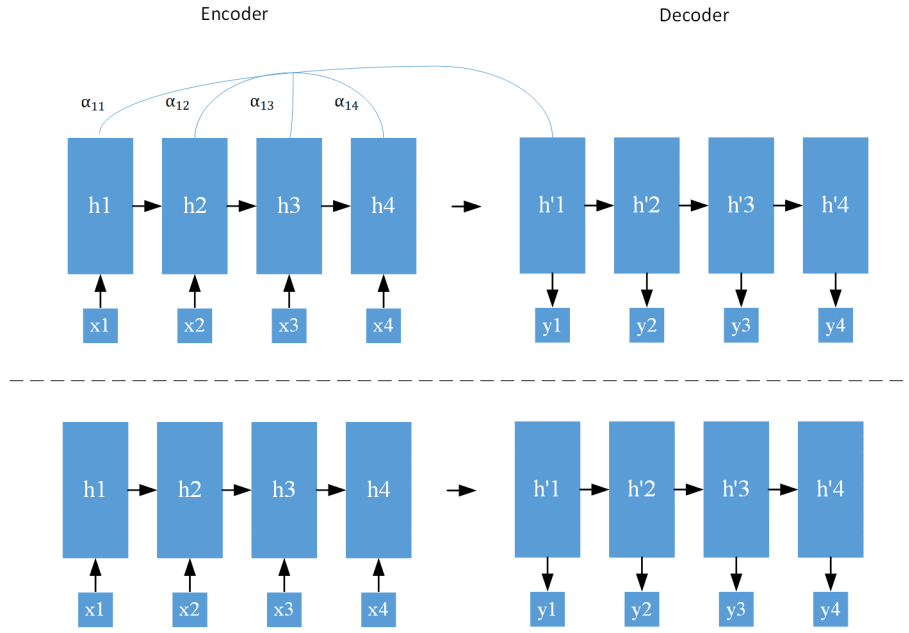 Encoder Decoder
α11 α12 α13 α14
h1 h2 h3 h4 h'1 h'2 h'3 h'4
x1 x2 x3 x4 y1 y2 y3 y4
h1 h2 h3 h4 h'1 h'2 h'3 h'4
x1 x2 x3 x4 y1 y2 y3 y4